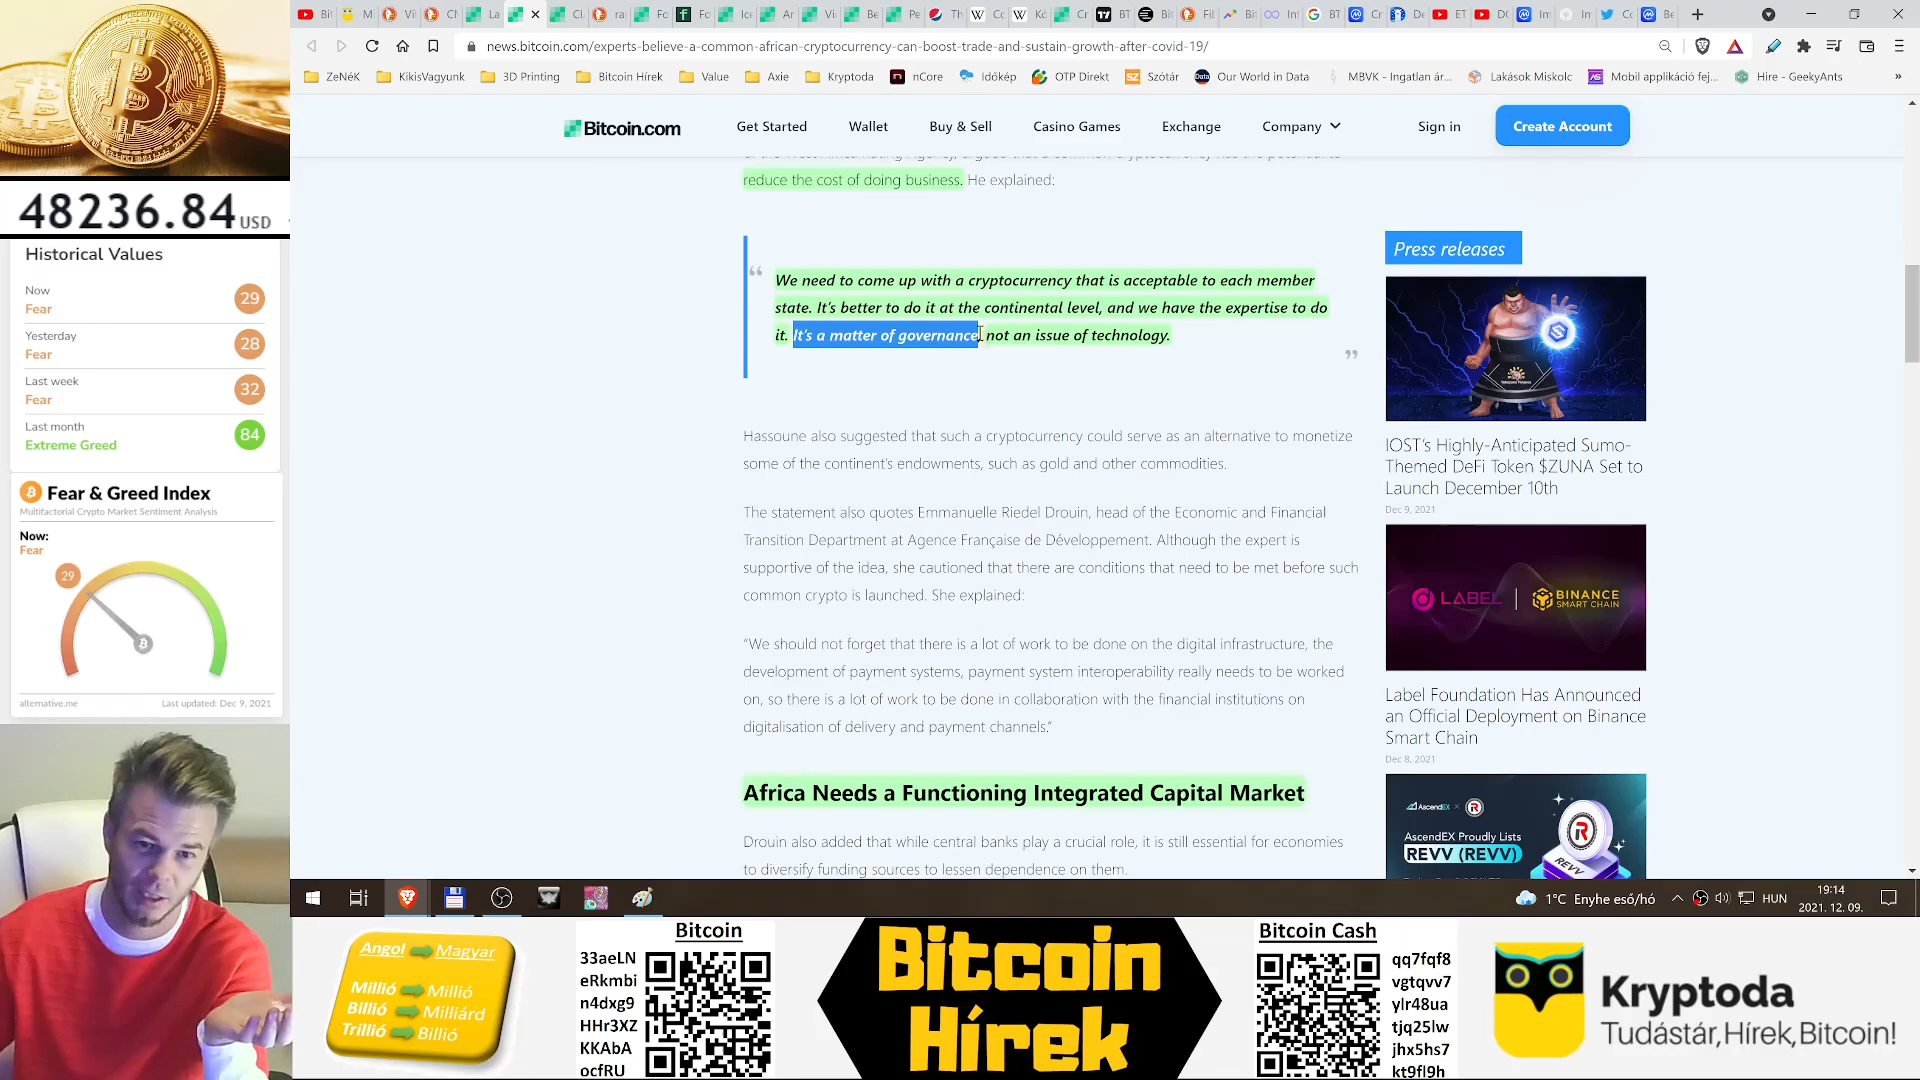 news.bitcoin.com/experts-believe-a-common-african-cryptocurrency-can-boost-trade-and-sustain-growth-after-covid-19/
ZeNéK KikisVagyunk 3D Printing Bitcoin Hírek Value Axie Kryptoda nCore Időkép OTP Direkt Szótár Our World in Data MBVK - Ingatlan ár... Lakások Miskolc Mobil applikáció fej... Hire - GeekyAnts
Bitcoin.com Get Started Wallet Buy & Sell Casino Games Exchange Company Sign in Create Account
reduce the cost of doing business. He explained:
“ We need to come up with a cryptocurrency that is acceptable to each member
state. It’s better to do it at the continental level, and we have the expertise to do
it. It’s a matter of governance, not an issue of technology. ”
Hassoune also suggested that such a cryptocurrency could serve as an alternative to monetize
some of the continent’s endowments, such as gold and other commodities.
The statement also quotes Emmanuelle Riedel Drouin, head of the Economic and Financial
Transition Department at Agence Française de Développement. Although the expert is
supportive of the idea, she cautioned that there are conditions that need to be met before such
common crypto is launched. She explained:
“We should not forget that there is a lot of work to be done on the digital infrastructure, the
development of payment systems, payment system interoperability really needs to be worked
on, so there is a lot of work to be done in collaboration with the financial institutions on
digitalisation of delivery and payment channels.”
Africa Needs a Functioning Integrated Capital Market
Drouin also added that while central banks play a crucial role, it is still essential for economies
to diversify funding sources to lessen dependence on them.
Press releases
IOST’s Highly-Anticipated Sumo-
Themed DeFi Token $ZUNA Set to
Launch December 10th
Dec 9, 2021
LABEL | BINANCE
SMART CHAIN
Label Foundation Has Announced
an Official Deployment on Binance
Smart Chain
Dec 8, 2021
AscendEX
AscendEX Proudly Lists
REVV (REVV)
REVV
48236.84 USD
Historical Values
Now
Fear
29
Yesterday
Fear
28
Last week
Fear
32
Last month
Extreme Greed
84
Fear & Greed Index
Multifactorial Crypto Market Sentiment Analysis
Now:
Fear
29
alternative.me Last updated: Dec 9, 2021
1°C Enyhe eső/hó HUN
19:14
2021. 12. 09.
Angol Magyar
Millió Millió
Billió Milliárd
Trillió Billió
Bitcoin
33aeLN
eRkmbi
n4dxg9
HHr3XZ
KKAbA
ocfRU
Bitcoin
Hírek
Bitcoin Cash
qq7fqf8
vgtqvv7
ylr48ua
tjq25lw
jhx5hs7
kt9fl9h
Kryptoda
Tudástár,Hírek,Bitcoin!